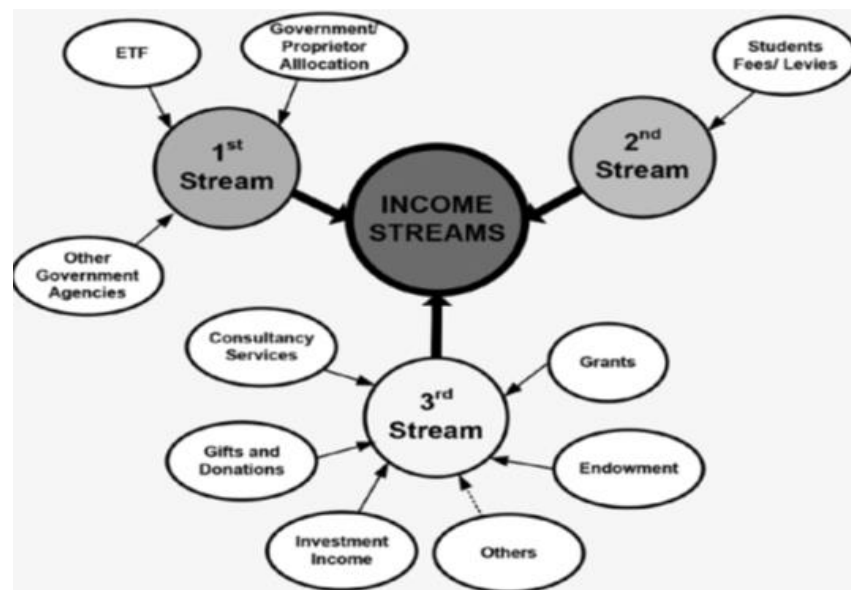 ETF
Government/
Proprietor
Alllocation
Students
Fees/ Levies
1st
Stream
2nd
Stream
INCOME
STREAMS
Other
Government
Agencies
Consultancy
Services
Grants
3rd
Stream
Gifts and
Donations
Endowment
Investment
Income
Others